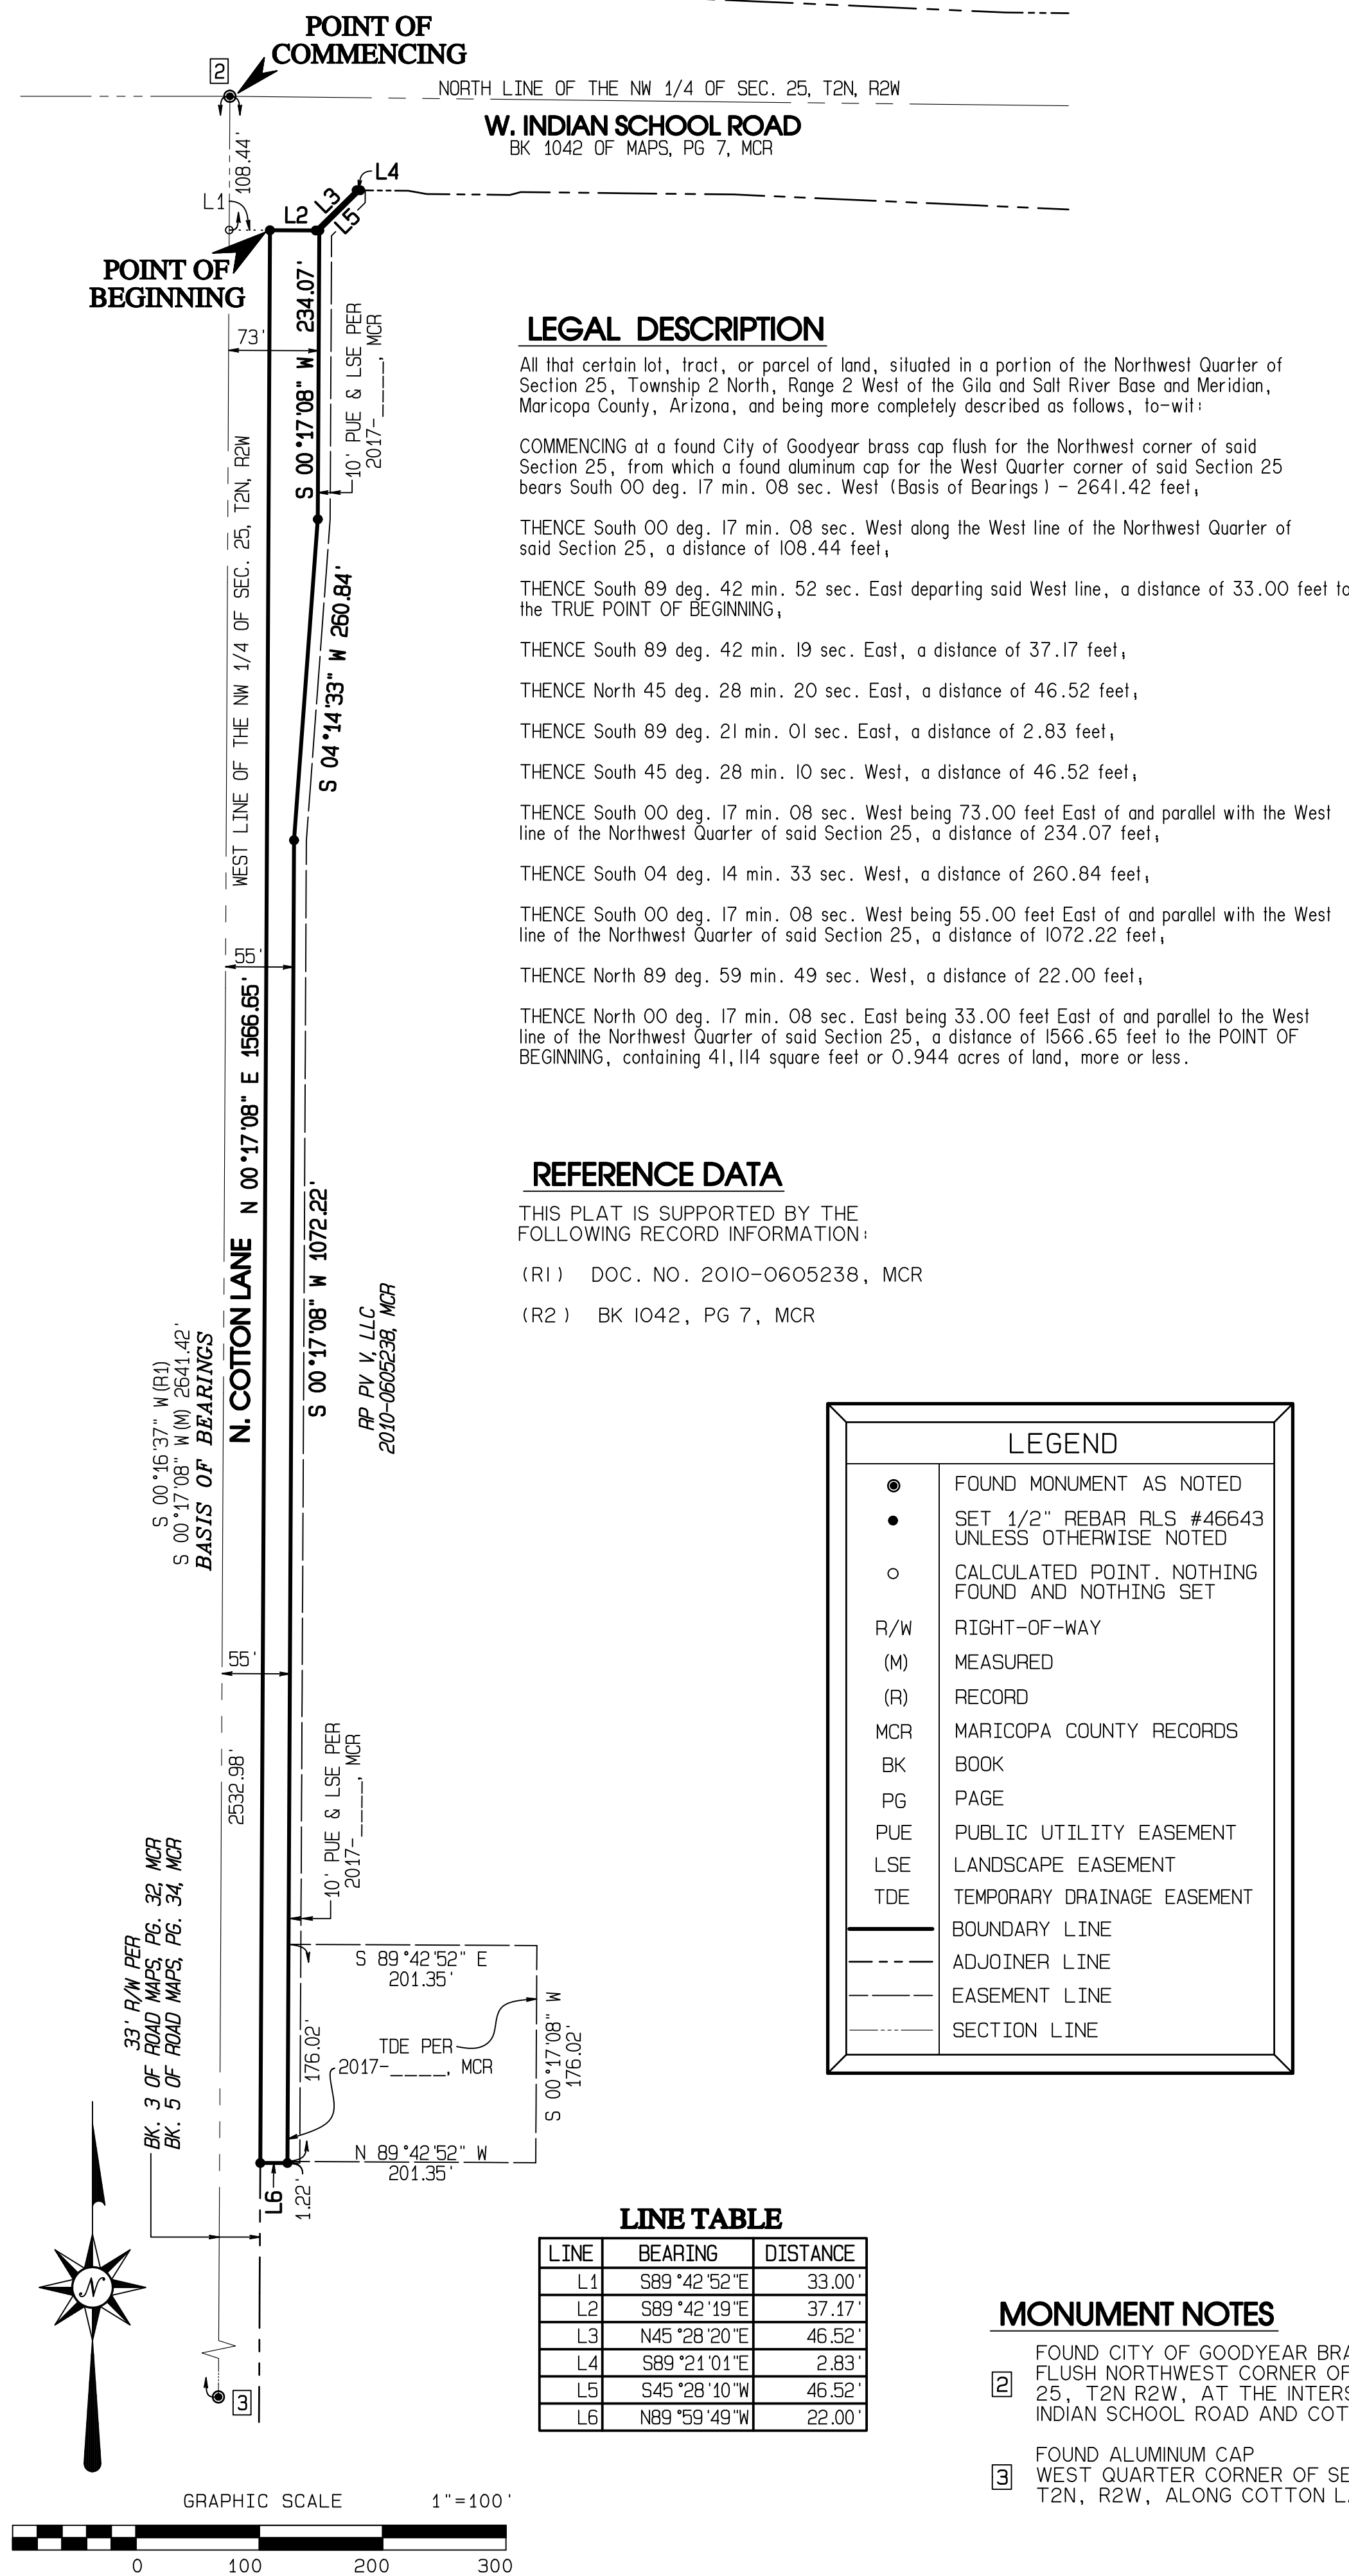 POINT OF
COMMENCING
2
NORTH LINE OF THE NW 1/4 OF SEC. 25, T2N, R2W
W. INDIAN SCHOOL ROAD
BK 1042 OF MAPS, PG 7, MCR
108.44'
L1
L2
L3
L4
L5
POINT OF
BEGINNING
73'
S 00°17'08" W 234.07'
10' PUE & LSE PER
2017-____, MCR
WEST LINE OF THE NW 1/4 OF SEC. 25, T2N, R2W
S 04°14'33" W 260.84'
55'
N. COTTON LANE
N 00°17'08" E 1566.65'
S 00°17'08" W 1072.22'
S 00°16'37" W (R1)
S 00°17'08" W (M) 2641.42'
BASIS OF BEARINGS
RP PV V, LLC
2010-0605238, MCR
55'
2532.98'
10' PUE & LSE PER
2017-____, MCR
33' R/W PER
BK. 3 OF ROAD MAPS, PG. 32, MCR
BK. 5 OF ROAD MAPS, PG. 34, MCR
S 89°42'52" E
201.35'
176.02'
TDE PER
2017-____, MCR
S 00°17'08" W
176.02'
N 89°42'52" W
201.35'
L6
1.22'
N
3
LEGAL DESCRIPTION
All that certain lot, tract, or parcel of land, situated in a portion of the Northwest Quarter of
Section 25, Township 2 North, Range 2 West of the Gila and Salt River Base and Meridian,
Maricopa County, Arizona, and being more completely described as follows, to-wit:
COMMENCING at a found City of Goodyear brass cap flush for the Northwest corner of said
Section 25, from which a found aluminum cap for the West Quarter corner of said Section 25
bears South 00 deg. 17 min. 08 sec. West (Basis of Bearings) - 2641.42 feet;
THENCE South 00 deg. 17 min. 08 sec. West along the West line of the Northwest Quarter of
said Section 25, a distance of 108.44 feet;
THENCE South 89 deg. 42 min. 52 sec. East departing said West line, a distance of 33.00 feet to
the TRUE POINT OF BEGINNING;
THENCE South 89 deg. 42 min. 19 sec. East, a distance of 37.17 feet;
THENCE North 45 deg. 28 min. 20 sec. East, a distance of 46.52 feet;
THENCE South 89 deg. 21 min. 01 sec. East, a distance of 2.83 feet;
THENCE South 45 deg. 28 min. 10 sec. West, a distance of 46.52 feet;
THENCE South 00 deg. 17 min. 08 sec. West being 73.00 feet East of and parallel with the West
line of the Northwest Quarter of said Section 25, a distance of 234.07 feet;
THENCE South 04 deg. 14 min. 33 sec. West, a distance of 260.84 feet;
THENCE South 00 deg. 17 min. 08 sec. West being 55.00 feet East of and parallel with the West
line of the Northwest Quarter of said Section 25, a distance of 1072.22 feet;
THENCE North 89 deg. 59 min. 49 sec. West, a distance of 22.00 feet;
THENCE North 00 deg. 17 min. 08 sec. East being 33.00 feet East of and parallel to the West
line of the Northwest Quarter of said Section 25, a distance of 1566.65 feet to the POINT OF
BEGINNING, containing 41,114 square feet or 0.944 acres of land, more or less.
REFERENCE DATA
THIS PLAT IS SUPPORTED BY THE
FOLLOWING RECORD INFORMATION:
(R1) DOC. NO. 2010-0605238, MCR
(R2) BK 1042, PG 7, MCR
LEGEND
FOUND MONUMENT AS NOTED
SET 1/2" REBAR RLS #46643
UNLESS OTHERWISE NOTED
CALCULATED POINT. NOTHING
FOUND AND NOTHING SET
R/W RIGHT-OF-WAY
(M) MEASURED
(R) RECORD
MCR MARICOPA COUNTY RECORDS
BK BOOK
PG PAGE
PUE PUBLIC UTILITY EASEMENT
LSE LANDSCAPE EASEMENT
TDE TEMPORARY DRAINAGE EASEMENT
BOUNDARY LINE
ADJOINER LINE
EASEMENT LINE
SECTION LINE
LINE TABLE
LINE BEARING DISTANCE
L1 S89°42'52"E 33.00'
L2 S89°42'19"E 37.17'
L3 N45°28'20"E 46.52'
L4 S89°21'01"E 2.83'
L5 S45°28'10"W 46.52'
L6 N89°59'49"W 22.00'
MONUMENT NOTES
2
FOUND CITY OF GOODYEAR BRA
FLUSH NORTHWEST CORNER OF
25, T2N R2W, AT THE INTERS
INDIAN SCHOOL ROAD AND COT
3
FOUND ALUMINUM CAP
WEST QUARTER CORNER OF SE
T2N, R2W, ALONG COTTON LA
GRAPHIC SCALE 1"=100'
0 100 200 300